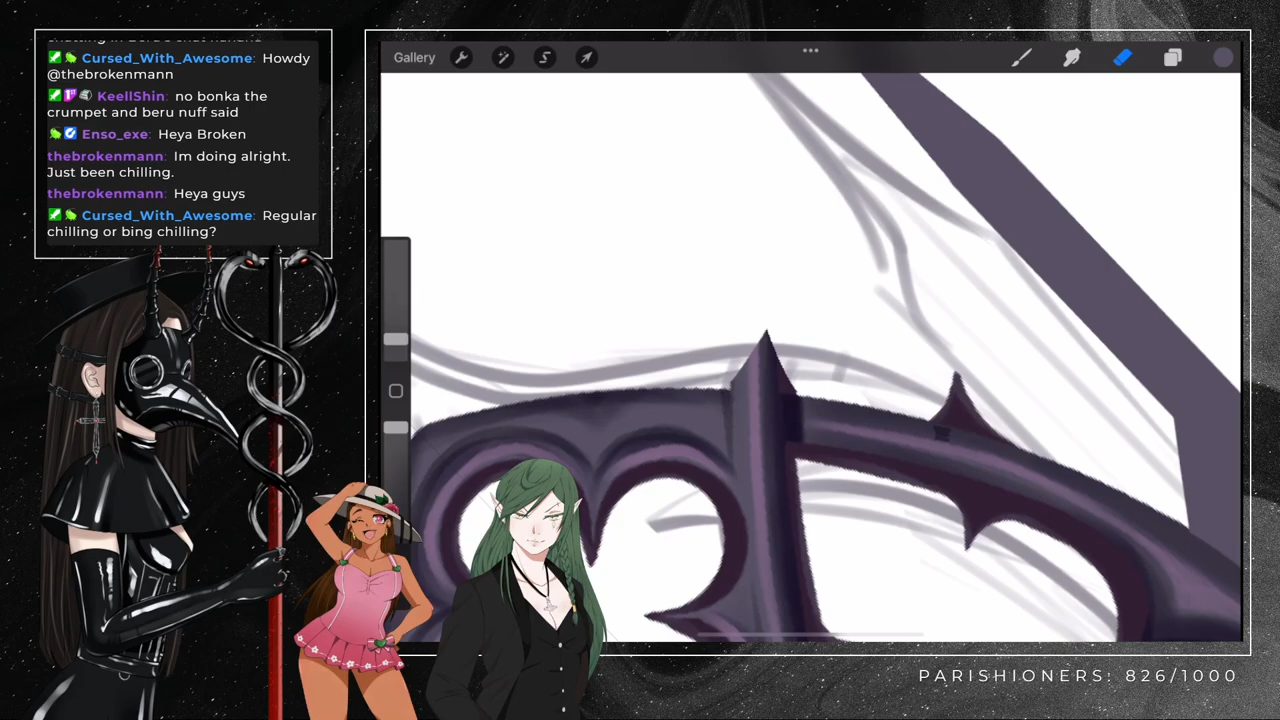 Cursed_With_Awesome: Howdy
@thebrokenmann
KeellShin: no bonka the
crumpet and beru nuff said
Enso_exe: Heya Broken
thebrokenmann: Im doing alright.
Just been chilling.
thebrokenmann: Heya guys
Cursed_With_Awesome: Regular
chilling or bing chilling?
Gallery
PARISHIONERS: 826/1000